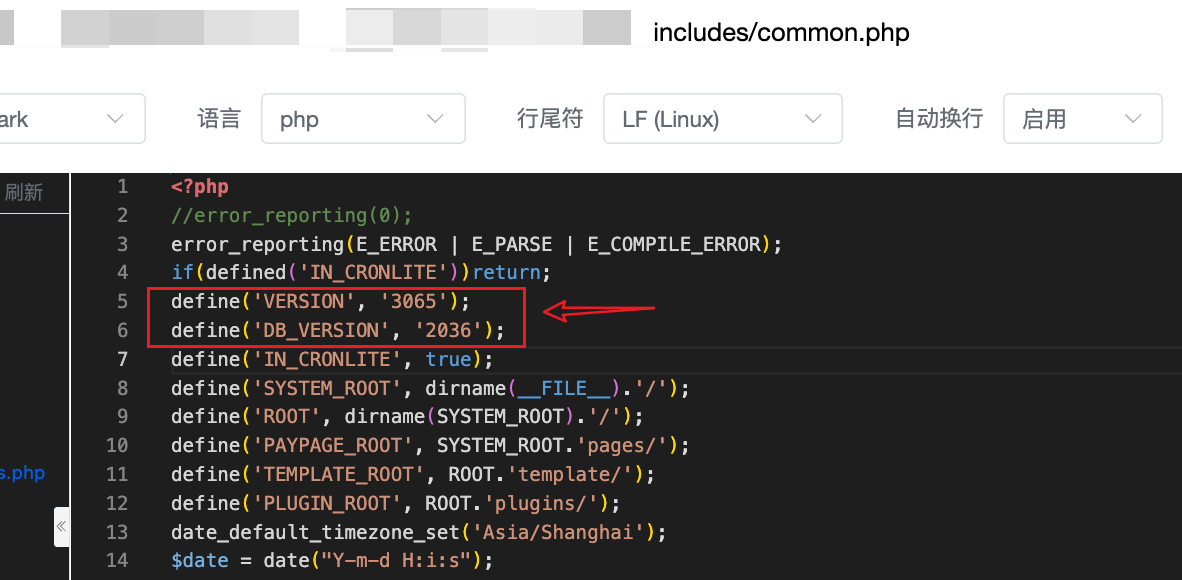 includes/common.php
ark 语言 php 行尾符 LF (Linux) 自动换行 启用
刷新
1 <?php
2 //error_reporting(0);
3 error_reporting(E_ERROR | E_PARSE | E_COMPILE_ERROR);
4 if(defined('IN_CRONLITE'))return;
5 define('VERSION', '3065');
6 define('DB_VERSION', '2036');
7 define('IN_CRONLITE', true);
8 define('SYSTEM_ROOT', dirname(__FILE__).'/');
9 define('ROOT', dirname(SYSTEM_ROOT).'/');
10 define('PAYPAGE_ROOT', SYSTEM_ROOT.'pages/');
11 define('TEMPLATE_ROOT', ROOT.'template/');
s.php
12 define('PLUGIN_ROOT', ROOT.'plugins/');
13 date_default_timezone_set('Asia/Shanghai');
14 $date = date("Y-m-d H:i:s");